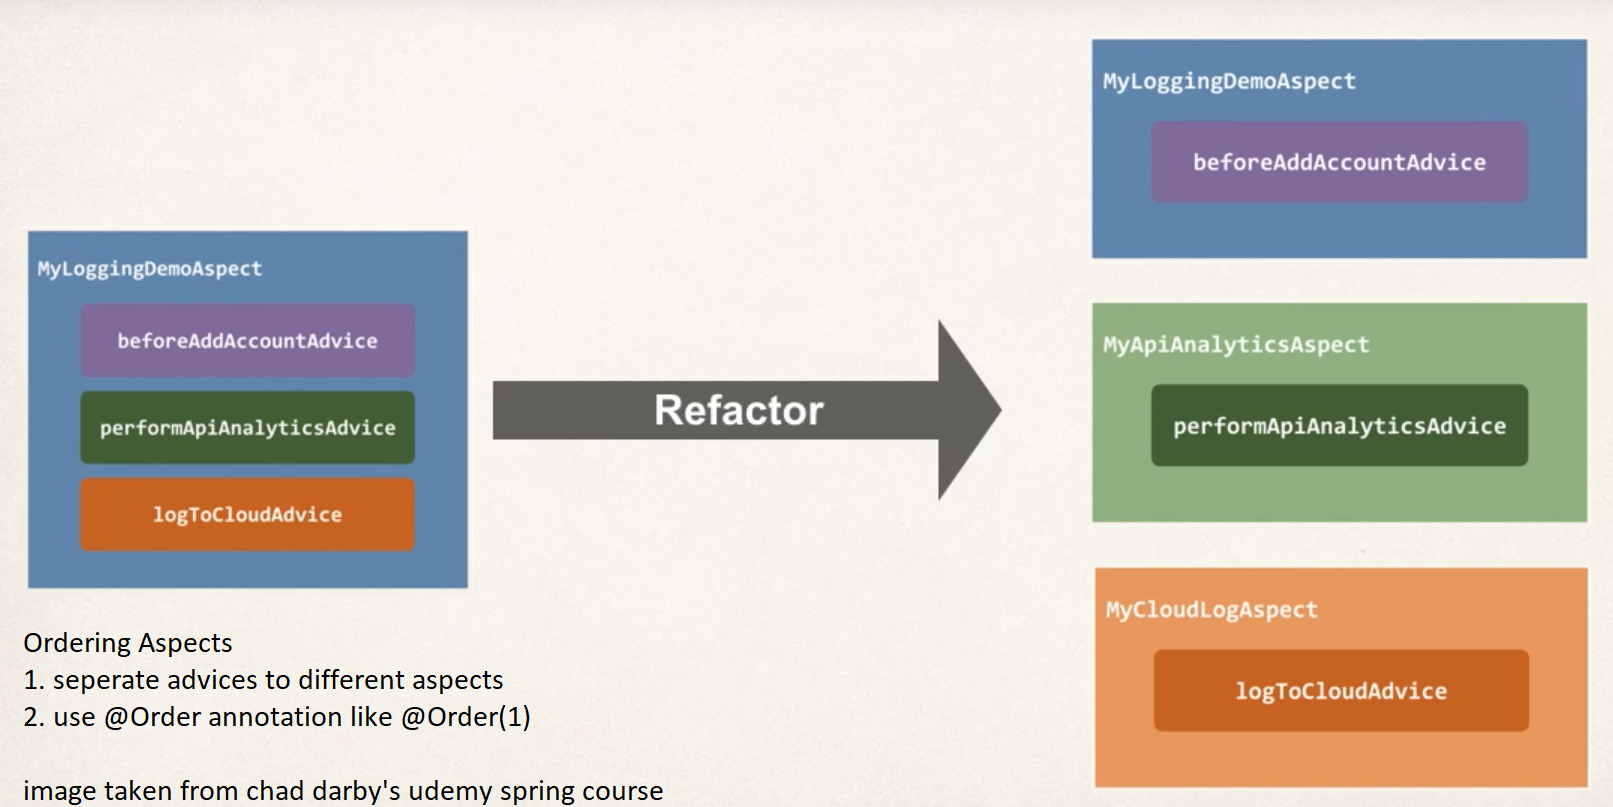 MyLoggingDemoAspect
beforeAddAccountAdvice
performApiAnalyticsAdvice
logToCloudAdvice
Refactor
MyLoggingDemoAspect
beforeAddAccountAdvice
MyApiAnalyticsAspect
performApiAnalyticsAdvice
MyCloudLogAspect
logToCloudAdvice
Ordering Aspects
1. seperate advices to different aspects
2. use @Order annotation like @Order(1)
image taken from chad darby's udemy spring course